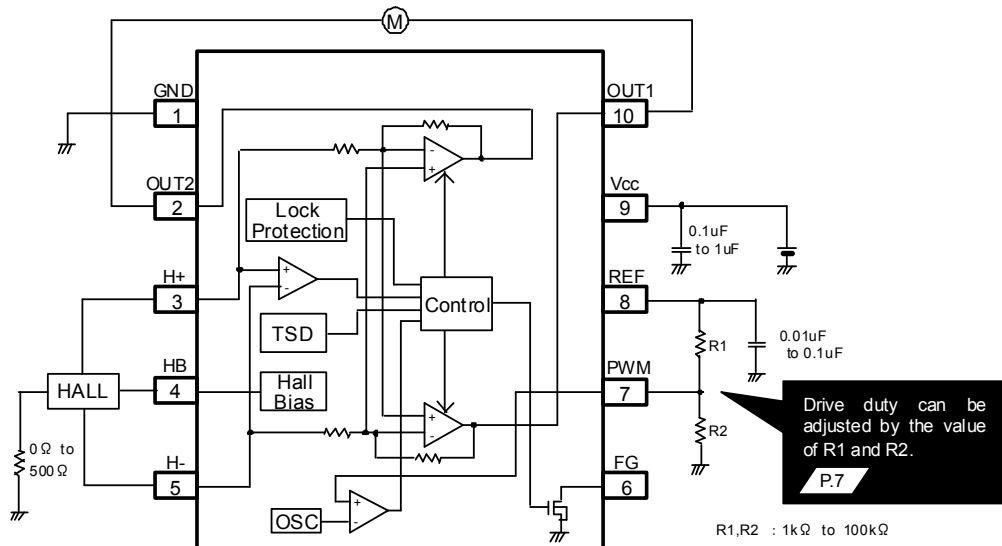 M
GND
1
OUT1
10
OUT2
2
Vcc
9
Lock
Protection
0.1uF
to 1uF
H+
3
REF
8
Control
TSD
R1
0.01uF
to 0.1uF
HALL
HB
4
Hall
Bias
PWM
7
Drive duty can be
adjusted by the value
of R1 and R2.
P.7
R2
0Ω to
500Ω
H-
5
FG
6
OSC
R1,R2 : 1kΩ to 100kΩ
+
-
+
-
+
-
+
-